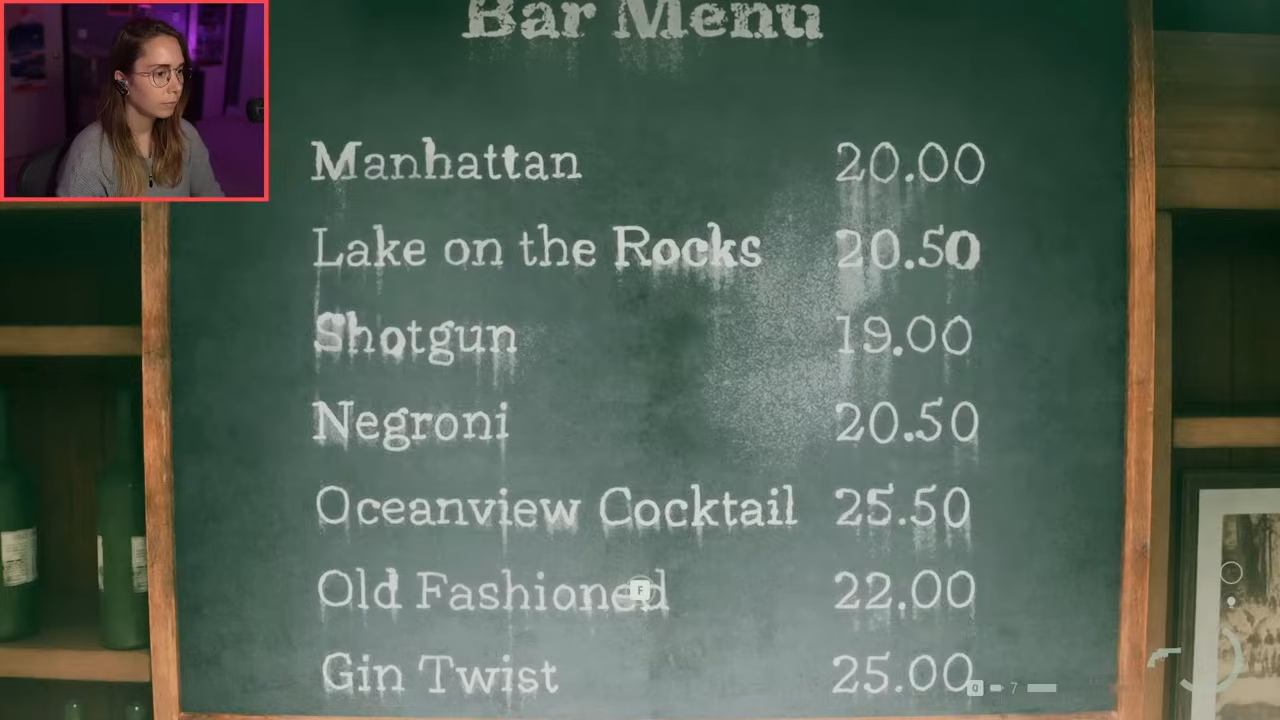 Bar Menu
Manhattan 20.00
Lake on the Rocks 20.50
Shotgun 19.00
Negroni 20.50
Oceanview Cocktail 25.50
Old Fashioned 22.00
F
Gin Twist 25.00
Q 7